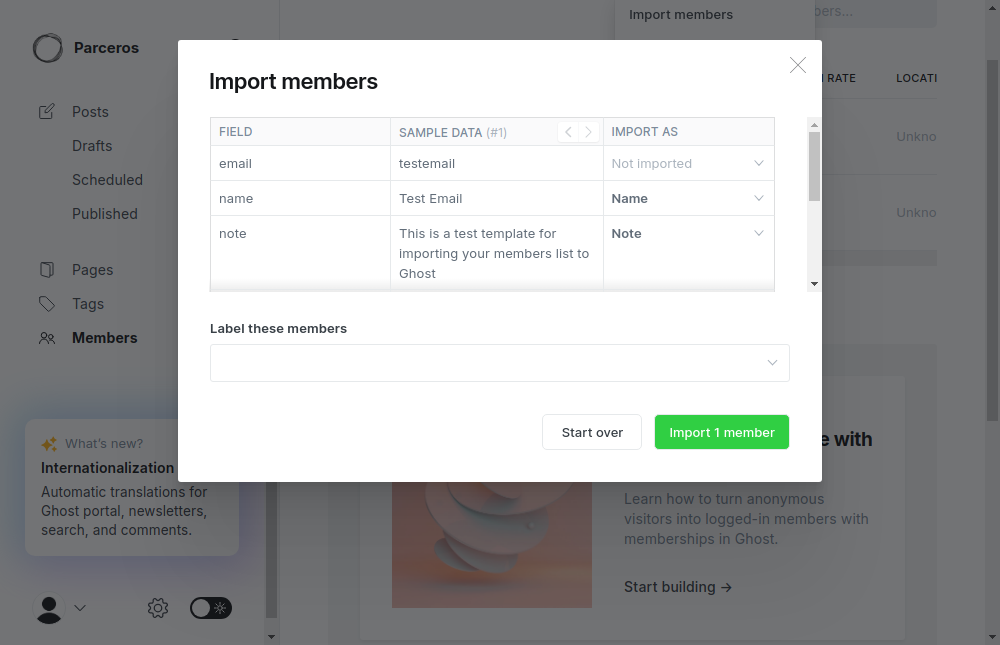 Import members
Parceros
Posts
Drafts
Scheduled
Published
Pages
Tags
Members
What's new?
Internationalization
Automatic translations for
Ghost portal, newsletters,
search, and comments.
Import members
FIELD
SAMPLE DATA (#1)
IMPORT AS
email
testemail
Not imported
name
Test Email
Name
note
This is a test template for
importing your members list to
Ghost
Note
Label these members
Start over
Import 1 member
RATE
LOCATI
Unkno
Unkno
with
Learn how to turn anonymous
visitors into logged-in members with
memberships in Ghost.
Start building →